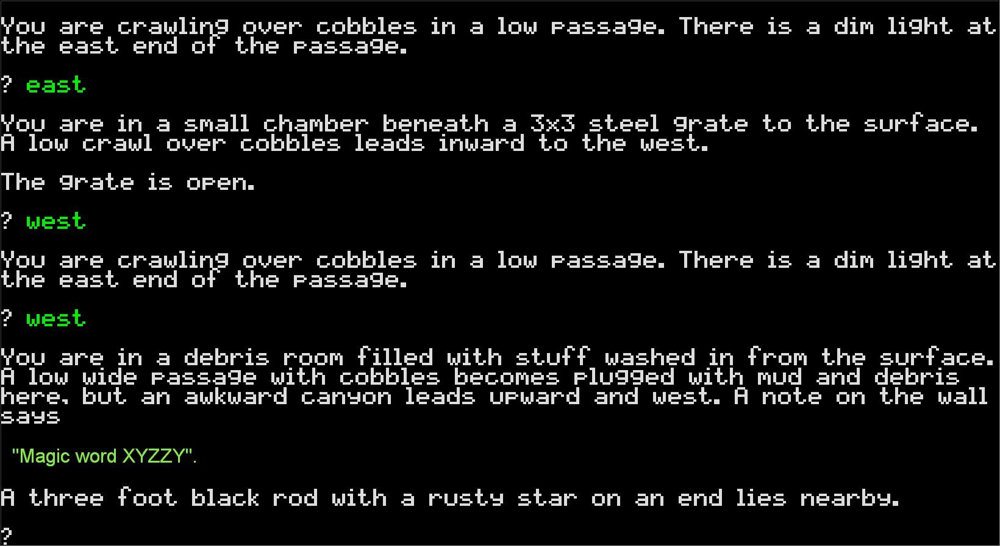 You are crawling over cobbles in a low passage. There is a dim light at
the east end of the passage.
? east
You are in a small chamber beneath a 3x3 steel grate to the surface.
A low crawl over cobbles leads inward to the west.
The grate is open.
? west
You are crawling over cobbles in a low passage. There is a dim light at
the east end of the passage.
? west
You are in a debris room filled with stuff washed in from the surface.
A low wide passage with cobbles becomes plugged with mud and debris
here, but an awkward canyon leads upward and west. A note on the wall
says
"Magic word XYZZY".
A three foot black rod with a rusty star on an end lies nearby.
?